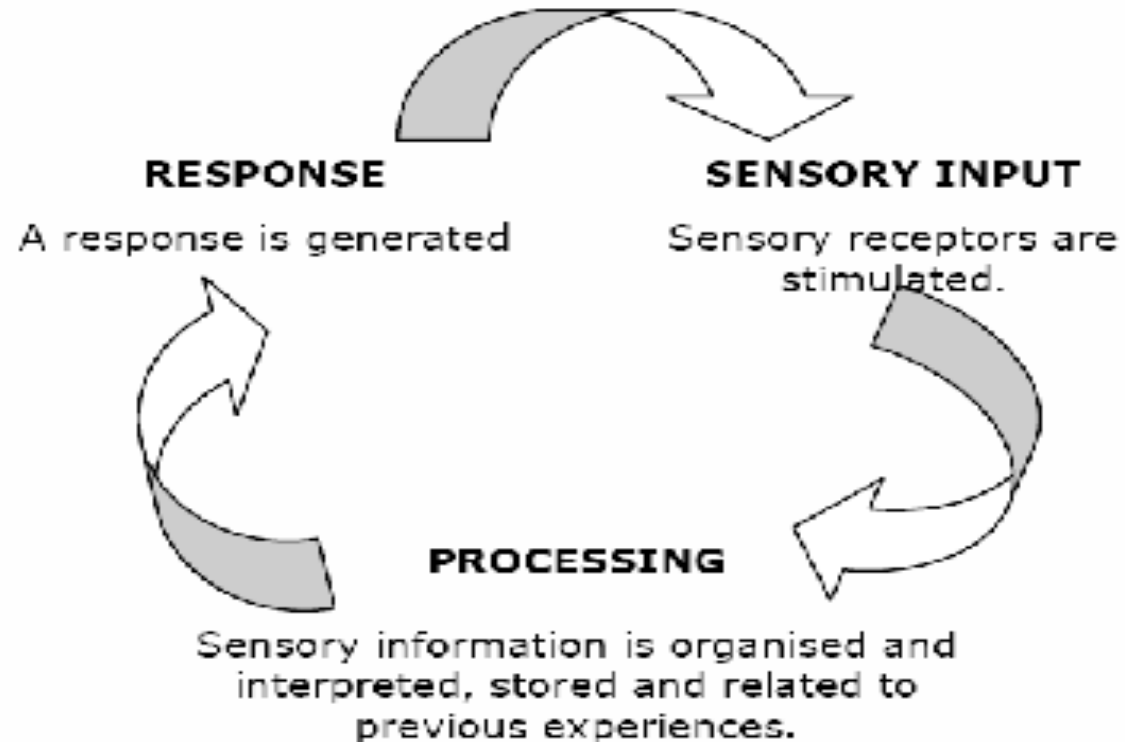 RESPONSE
A response is generated
SENSORY INPUT
Sensory receptors are
stimulated.
PROCESSING
Sensory information is organised and
interpreted, stored and related to
previous experiences.